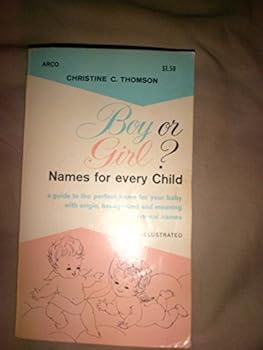 ARCO
$1.50
CHRISTINE C. THOMSON
Boy or
Girl?
Names for every Child
a guide to the perfect name for your baby
with origin, background and meaning
names
ILLUSTRATED